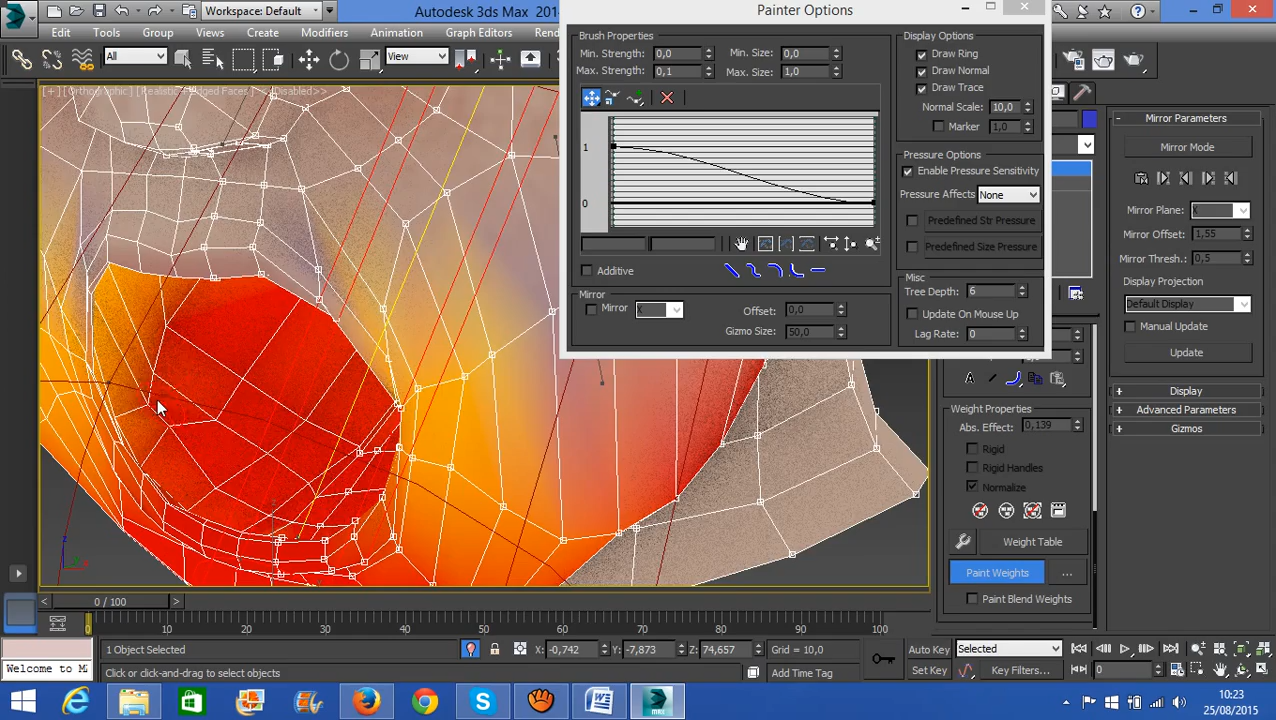 Workspace: Default
Autodesk 3ds Max 201
Edit
Tools
Group
Views
Create
Modifiers
Animation
Graph Editors
All
View
[+] [Orthographic] [Realistic + Edged Faces] <<Disabled>>
Painter Options
Brush Properties
Min. Strength: 0,0
Min. Size: 0,0
Max. Strength: 0,1
Max. Size: 1,0
1
0
Additive
Mirror
Mirror
X
Offset: 0,0
Gizmo Size: 50,0
Display Options
Draw Ring
Draw Normal
Draw Trace
Normal Scale: 10,0
Marker 1,0
Pressure Options
Enable Pressure Sensitivity
Pressure Affects None
Predefined Str Pressure
Predefined Size Pressure
Misc
Tree Depth: 6
Update On Mouse Up
Lag Rate: 0
Weight Properties
Abs. Effect: 0,139
Rigid
Rigid Handles
Normalize
Weight Table
Paint Weights
...
Paint Blend Weights
Mirror Parameters
Mirror Mode
Mirror Plane: X
Mirror Offset: 1,55
Mirror Thresh.: 0,5
Display Projection
Default Display
Manual Update
Update
Display
Advanced Parameters
Gizmos
z
0 / 100
0 10 20 30 40 50 60 70 80 90 100
1 Object Selected
X: -0,742
Y: -7,873
Z: 74,657
Grid = 10,0
Auto Key
Selected
Welcome to M
Click or click-and-drag to select objects
Add Time Tag
Set Key
Key Filters...
0
10:23
25/08/2015